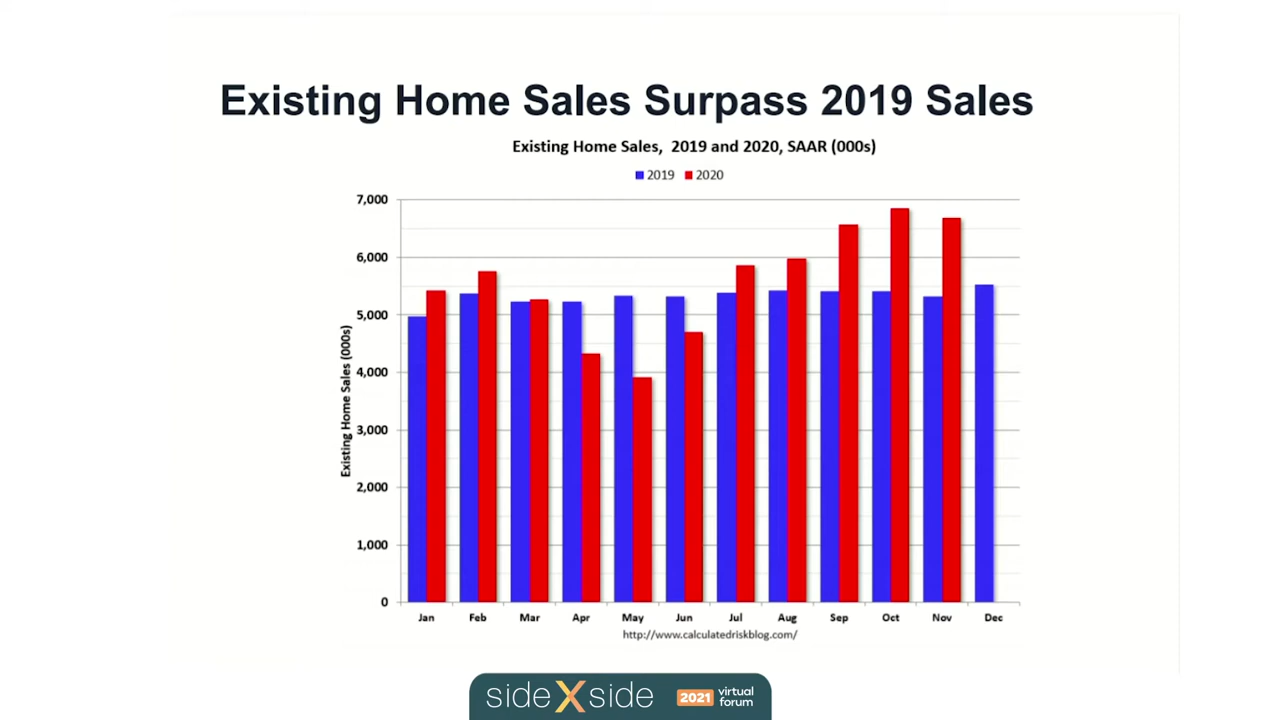 Existing Home Sales Surpass 2019 Sales
Existing Home Sales, 2019 and 2020, SAAR (000s)
2019 2020
Existing Home Sales (000s)
7,000
6,000
5,000
4,000
3,000
2,000
1,000
0
Jan Feb Mar Apr May Jun Jul Aug Sep Oct Nov Dec
http://www.calculatedriskblog.com/
sideXside 2021 virtual
forum